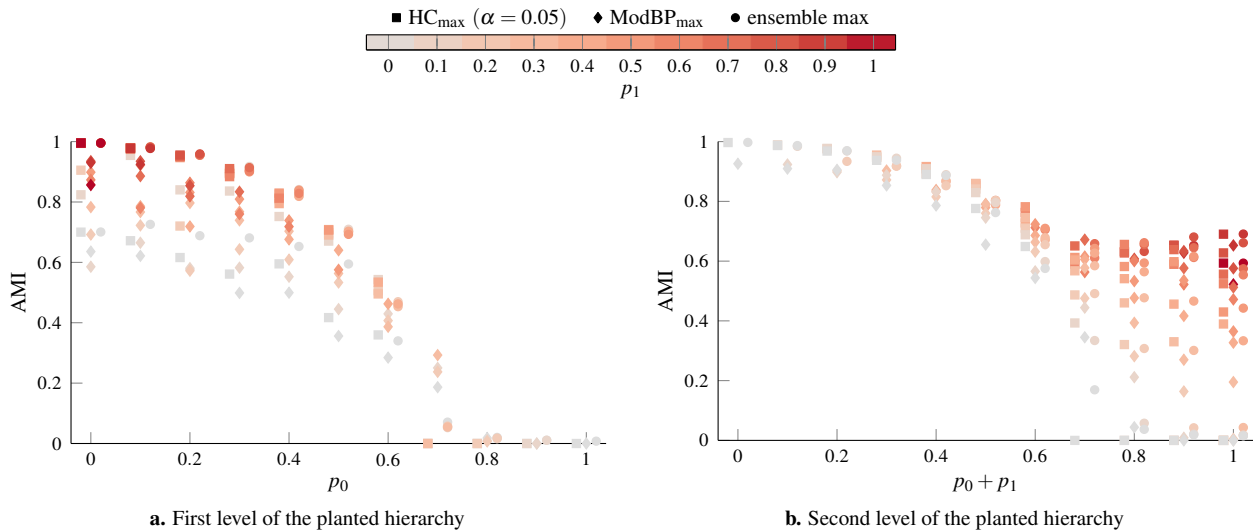 HCmax (α = 0.05) ModBPmax ensemble max
0 0.1 0.2 0.3 0.4 0.5 0.6 0.7 0.8 0.9 1
p1
1 0.8 0.6 0.4 0.2 0
AMI
0 0.2 0.4 0.6 0.8 1
p0
a. First level of the planted hierarchy
1 0.8 0.6 0.4 0.2 0
AMI
0 0.2 0.4 0.6 0.8 1
p0 + p1
b. Second level of the planted hierarchy